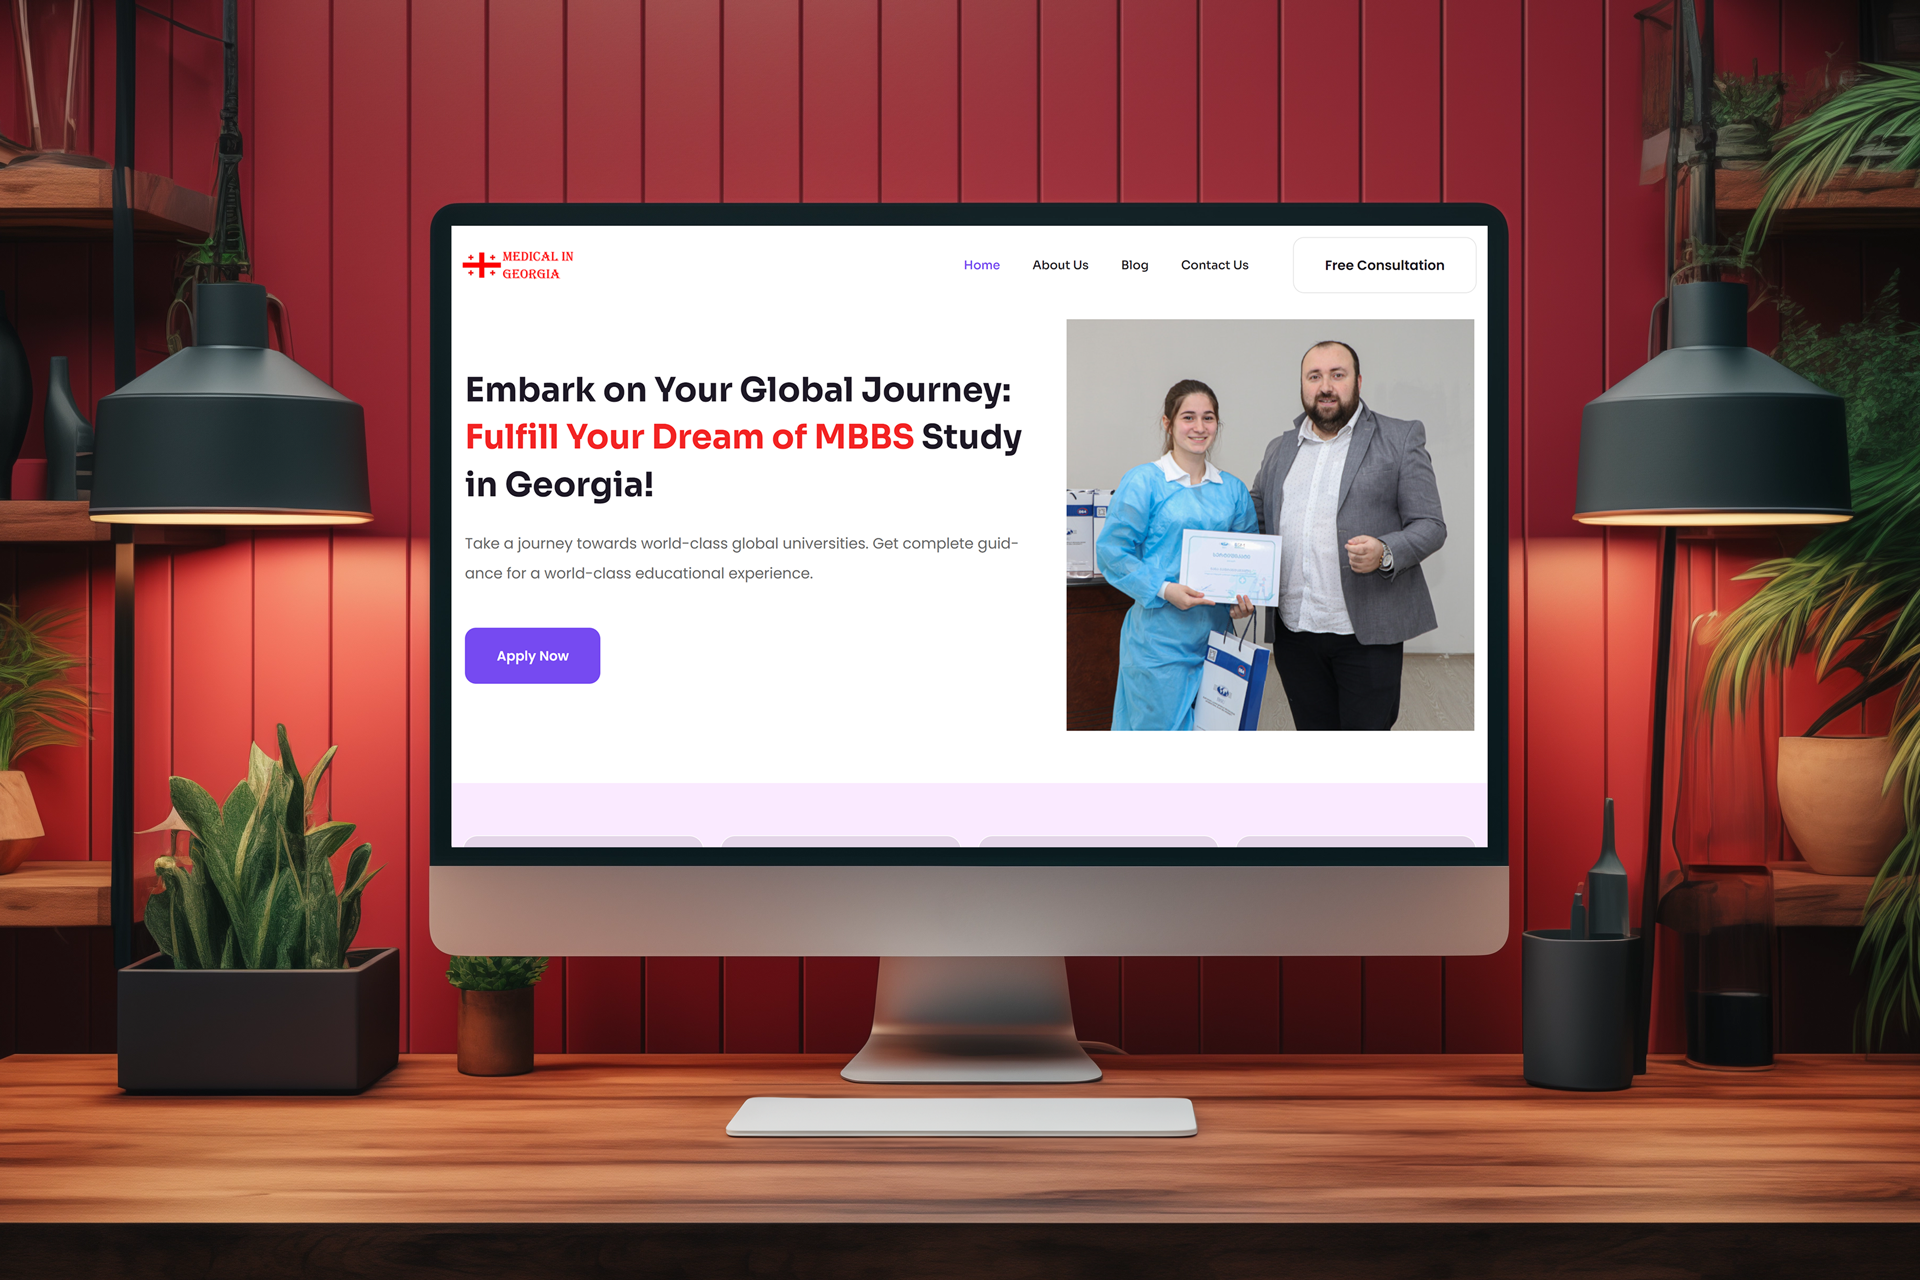 MEDICAL IN
GEORGIA
Home
About Us
Blog
Contact Us
Free Consultation
Embark on Your Global Journey:
Fulfill Your Dream of MBBS Study
in Georgia!
Take a journey towards world-class global universities. Get complete guid-
ance for a world-class educational experience.
Apply Now